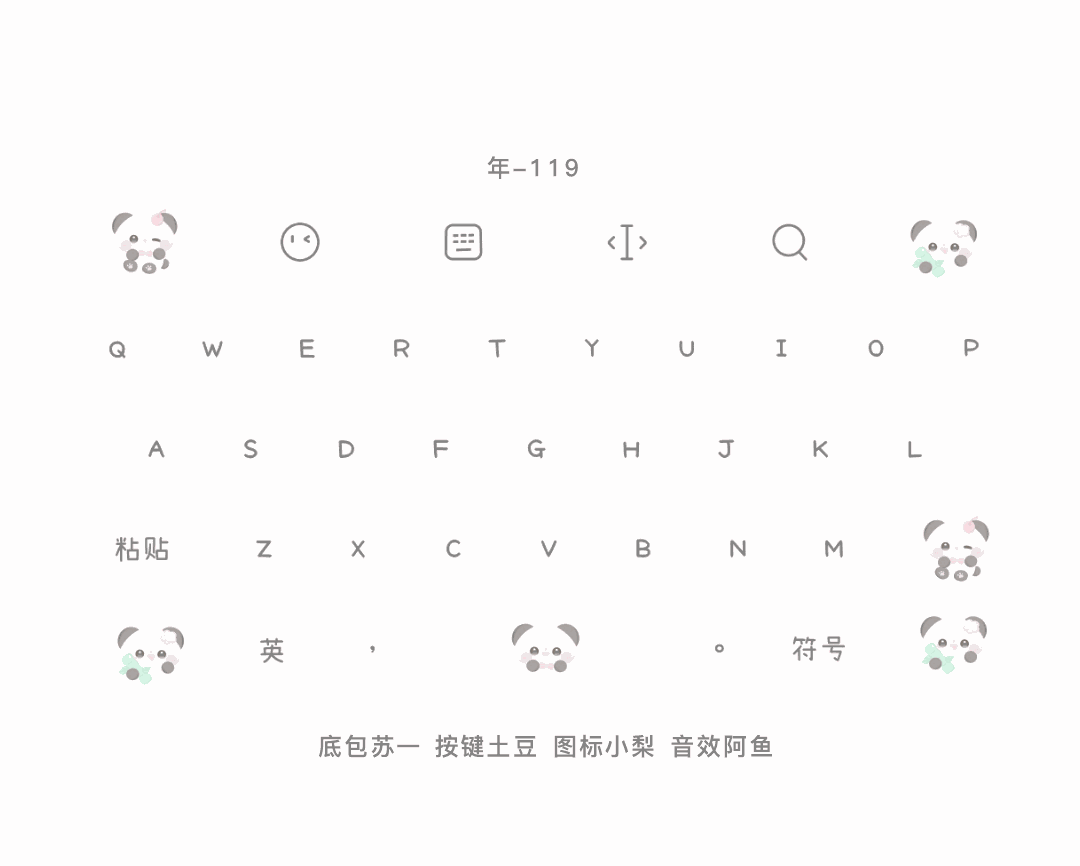 年-119
Q W E R T Y U I O P
A S D F G H J K L
粘贴 Z X C V B N M
英 , 。 符号
底包苏一 按键土豆 图标小梨 音效阿鱼